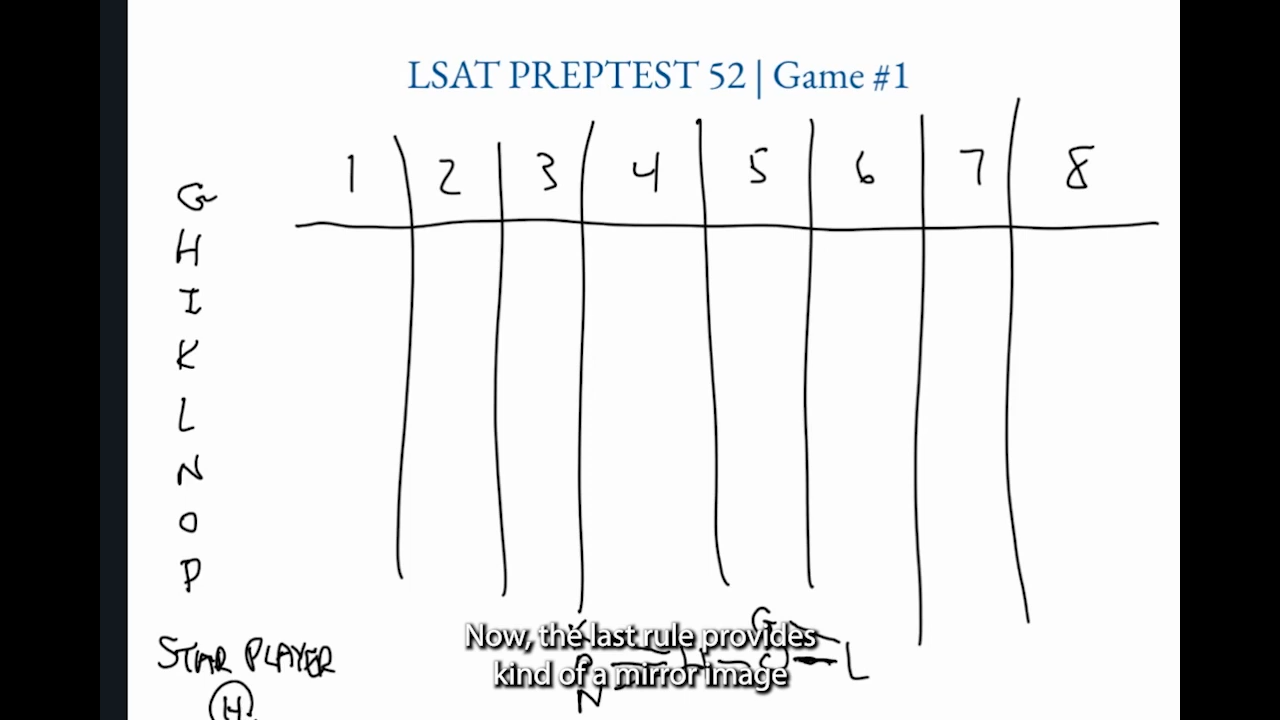 LSAT PREPTEST 52 | Game #1
1 2 3 4 5 6 7 8
G
H
I
K
L
N
O
P
STAR PLAYER
H
G
N
L
Now, the last rule provides
kind of a mirror image